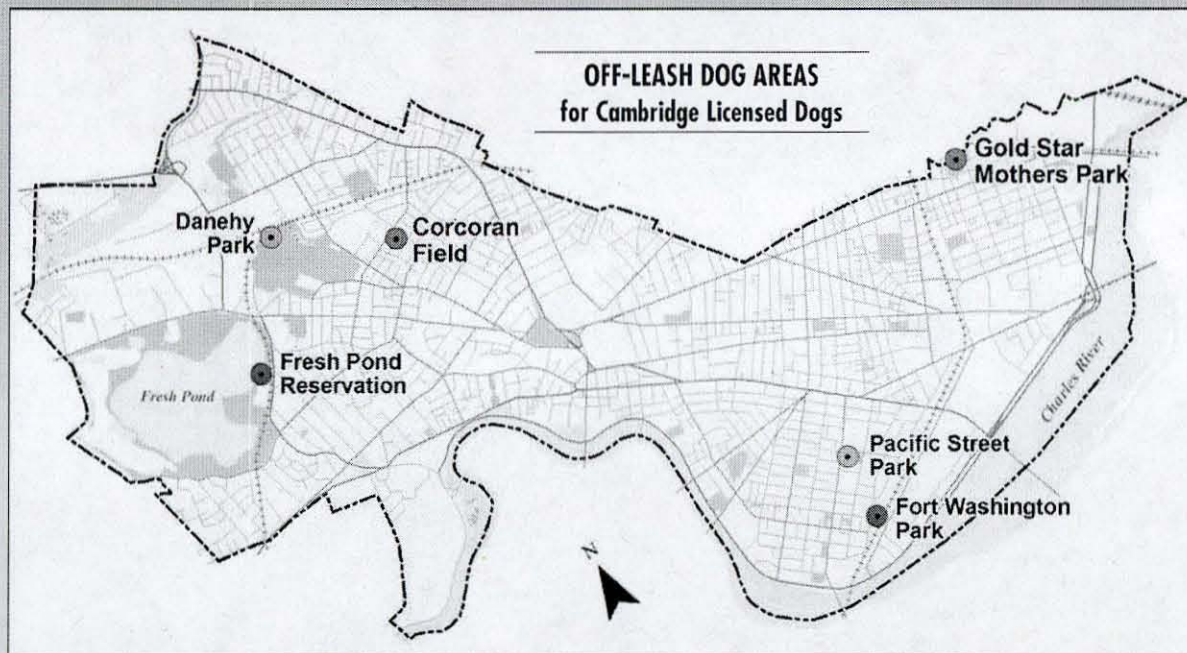 OFF-LEASH DOG AREAS
for Cambridge Licensed Dogs
Gold Star
Mothers Park
Danehy
Park
Corcoran
Field
Fresh Pond
Reservation
Fresh Pond
Charles River
Pacific Street
Park
Fort Washington
Park
N